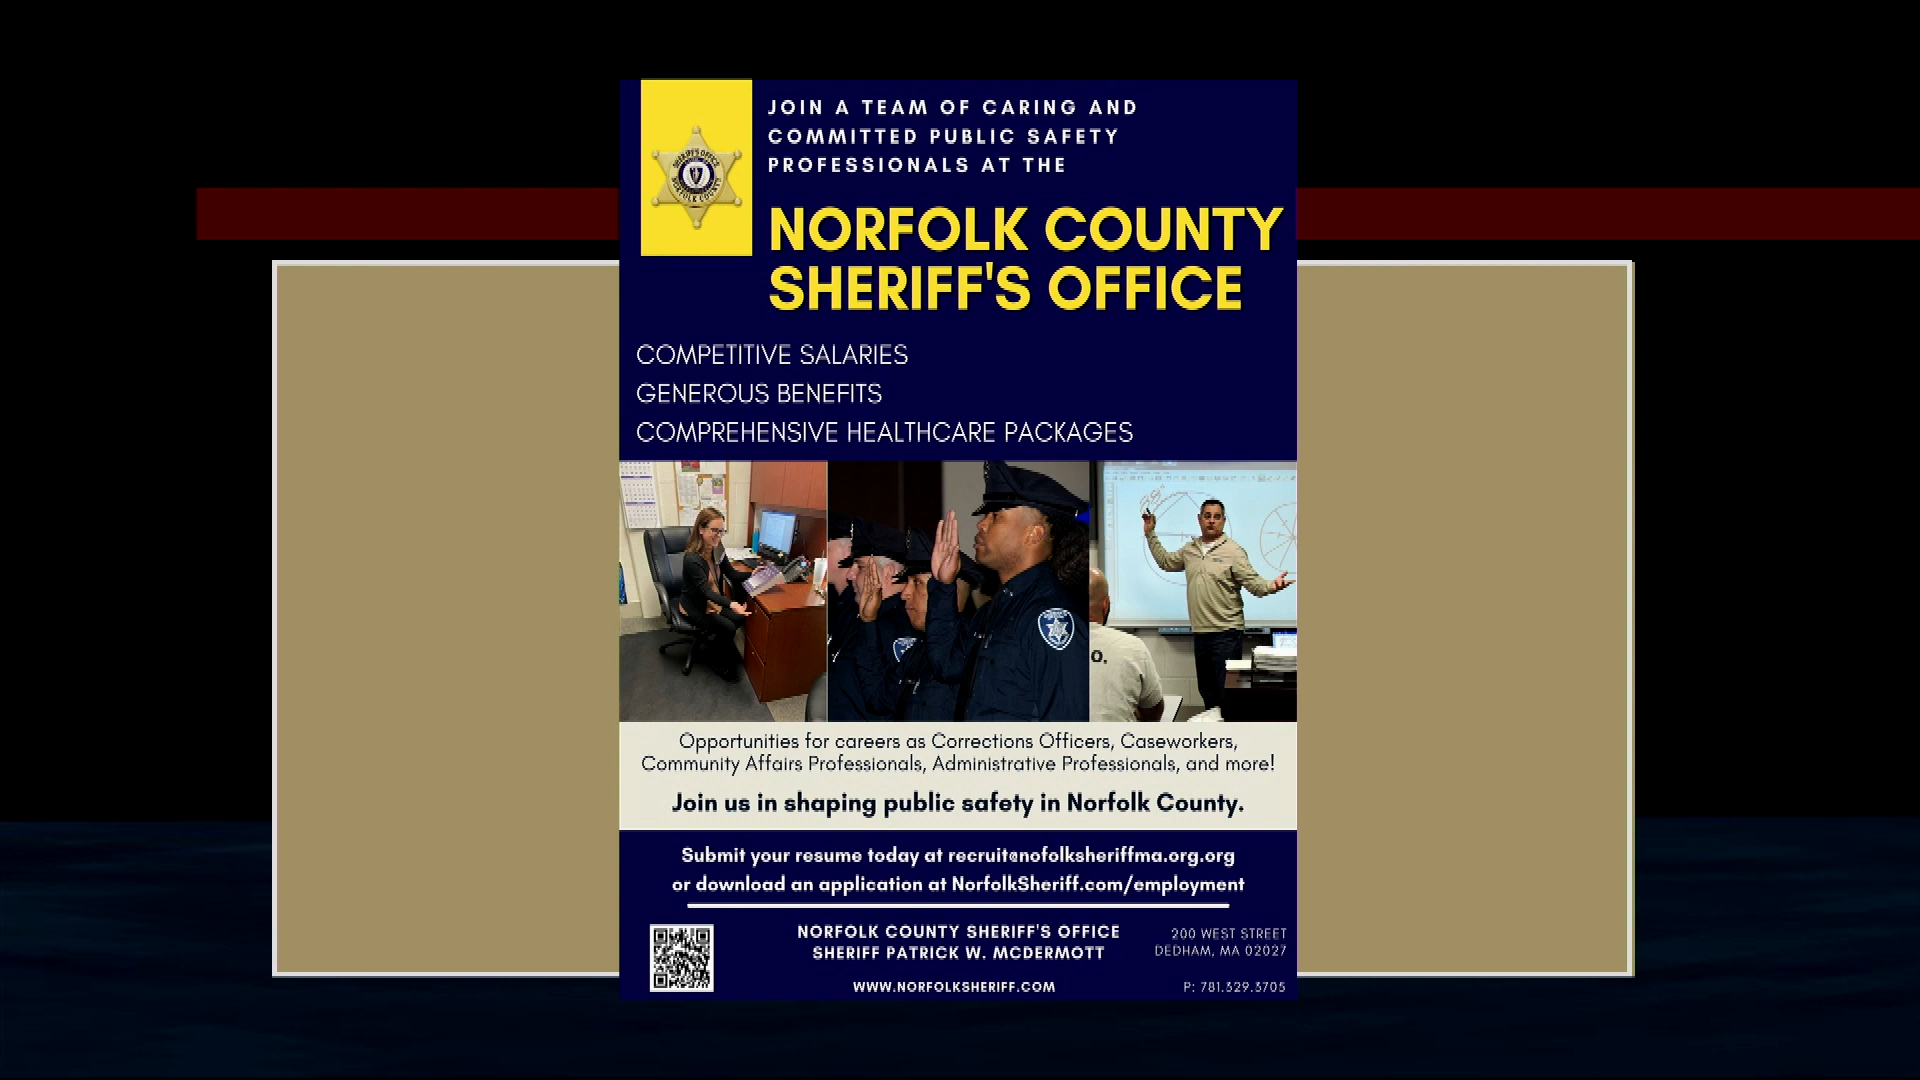 JOIN A TEAM OF CARING AND
COMMITTED PUBLIC SAFETY
PROFESSIONALS AT THE
SHERIFF'S OFFICE
NORFOLK COUNTY
NORFOLK COUNTY
SHERIFF'S OFFICE
COMPETITIVE SALARIES
GENEROUS BENEFITS
COMPREHENSIVE HEALTHCARE PACKAGES
O.
Opportunities for careers as Corrections Officers, Caseworkers,
Community Affairs Professionals, Administrative Professionals, and more!
Join us in shaping public safety in Norfolk County.
Submit your resume today at recruit@nofolksheriffma.org.org
or download an application at NorfolkSheriff.com/employment
NORFOLK COUNTY SHERIFF'S OFFICE
SHERIFF PATRICK W. MCDERMOTT
WWW.NORFOLKSHERIFF.COM
200 WEST STREET
DEDHAM, MA 02027
P: 781.329.3705